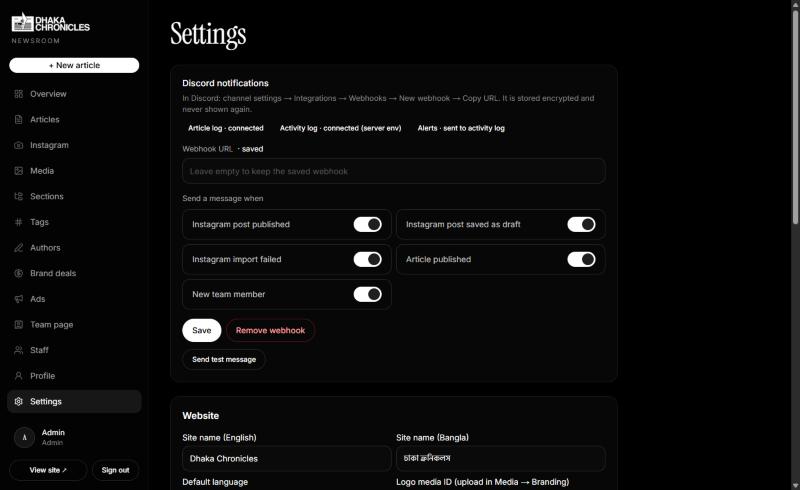 DHAKA
CHRONICLES
NEWSROOM
+ New article
Overview
Articles
Instagram
Media
Sections
Tags
Authors
Brand deals
Ads
Team page
Staff
Profile
Settings
A
Admin
Admin
View site ↗
Sign out
Settings
Discord notifications
In Discord: channel settings → Integrations → Webhooks → New webhook → Copy URL. It is stored encrypted and
never shown again.
Article log · connected Activity log · connected (server env) Alerts · sent to activity log
Webhook URL · saved
Leave empty to keep the saved webhook
Send a message when
Instagram post published
Instagram post saved as draft
Instagram import failed
Article published
New team member
Save
Remove webhook
Send test message
Website
Site name (English)
Site name (Bangla)
Dhaka Chronicles
ঢাকা ক্রনিকলস
Default language
Logo media ID (upload in Media → Branding)